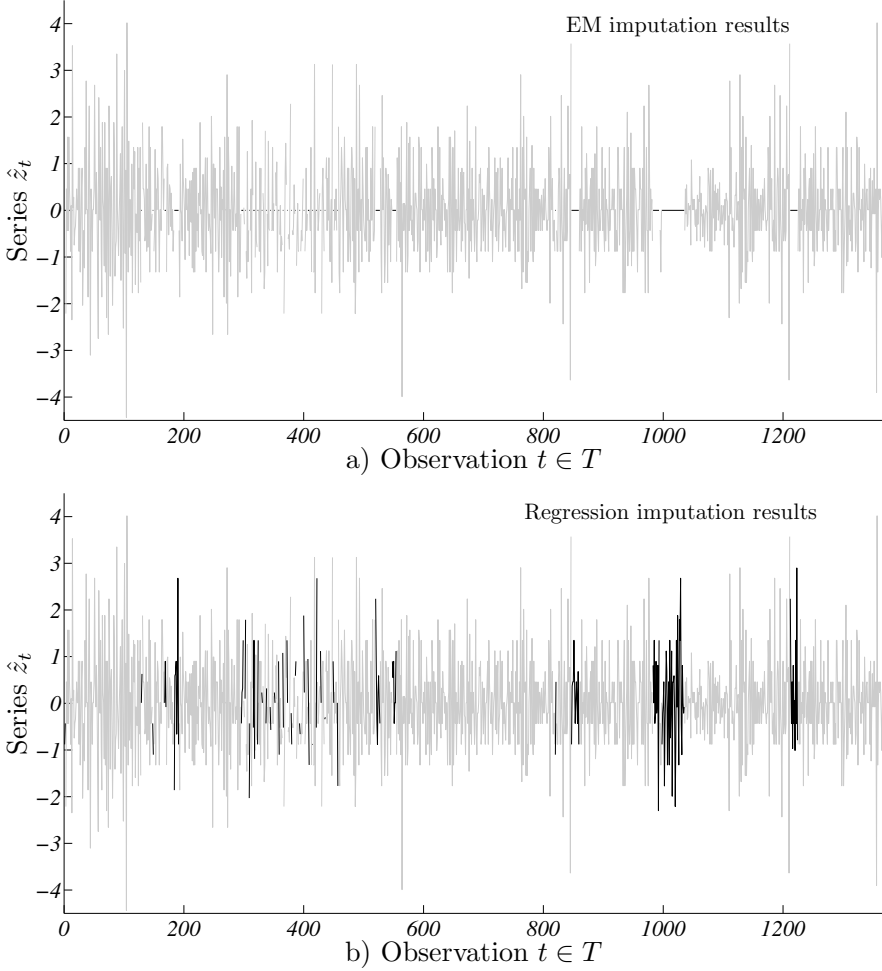 EM imputation results
4
3
2
1
0
−1
−2
−3
−4
Series ẑ_t
0 200 400 600 800 1000 1200
a) Observation t ∈ T
Regression imputation results
4
3
2
1
0
−1
−2
−3
−4
Series ẑ_t
0 200 400 600 800 1000 1200
b) Observation t ∈ T